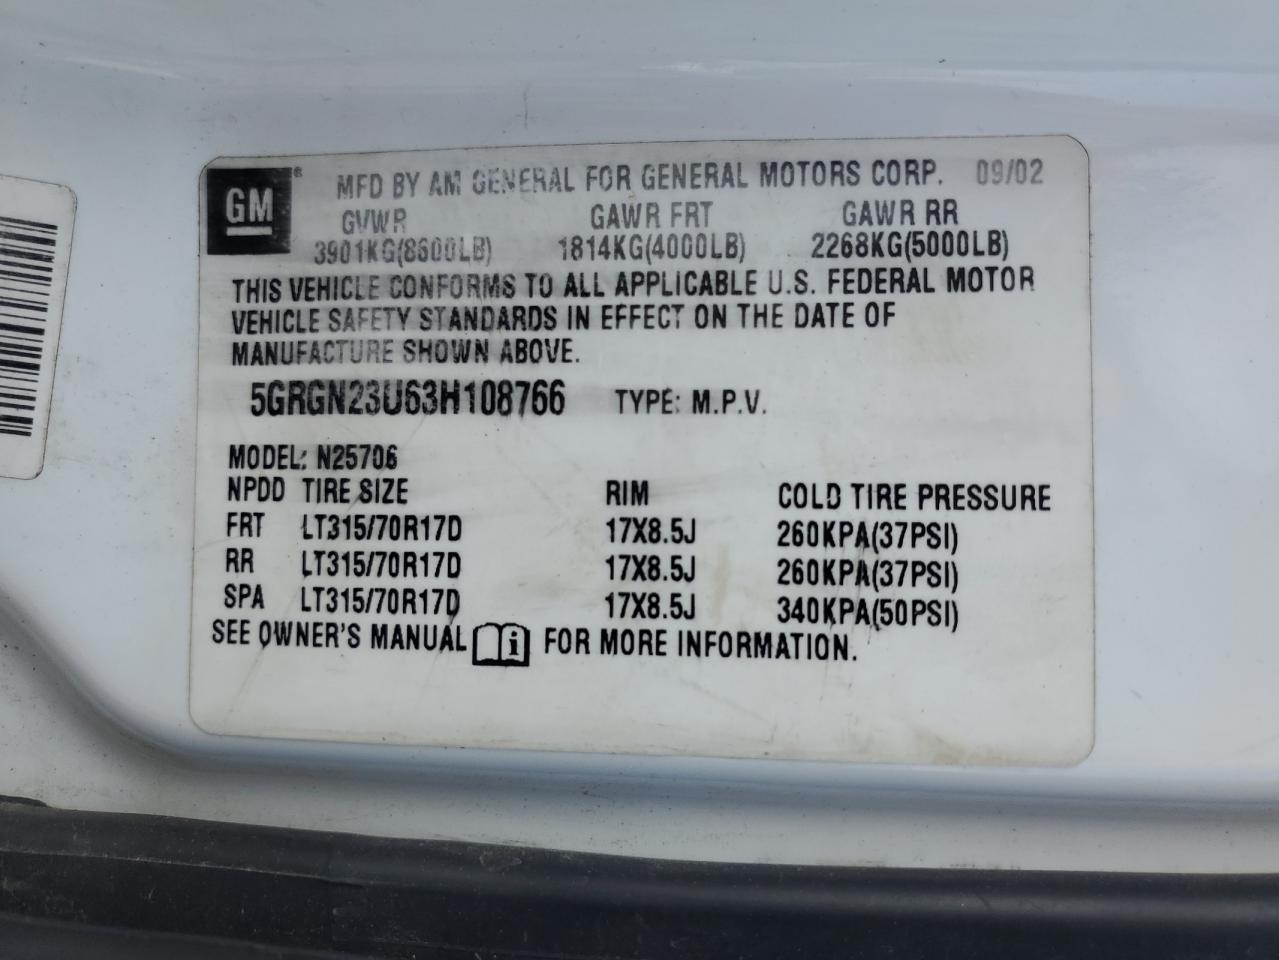 GM ® MFD BY AM GENERAL FOR GENERAL MOTORS CORP. 09/02
GVWR GAWR FRT GAWR RR
3901KG(8600LB) 1814KG(4000LB) 2268KG(5000LB)
THIS VEHICLE CONFORMS TO ALL APPLICABLE U.S. FEDERAL MOTOR
VEHICLE SAFETY STANDARDS IN EFFECT ON THE DATE OF
MANUFACTURE SHOWN ABOVE.
5GRGN23U63H108766 TYPE: M.P.V.
MODEL: N25706
NPDD TIRE SIZE RIM COLD TIRE PRESSURE
FRT LT315/70R17D 17X8.5J 260KPA(37PSI)
RR LT315/70R17D 17X8.5J 260KPA(37PSI)
SPA LT315/70R17D 17X8.5J 340KPA(50PSI)
SEE OWNER'S MANUAL i FOR MORE INFORMATION.